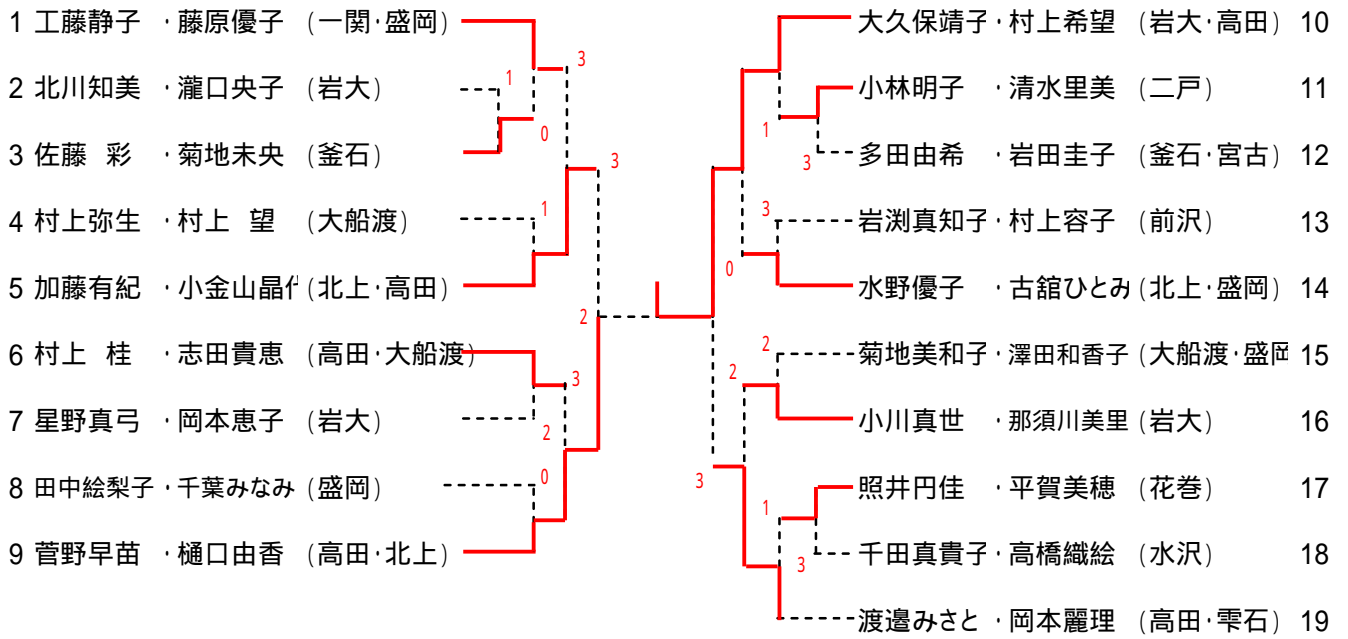 1 工藤静子 ・藤原優子 (一関・盛岡)
2 北川知美 ・瀧口央子 (岩大)
3 佐藤 彩 ・菊地未央 (釜石)
4 村上弥生 ・村上 望 (大船渡)
5 加藤有紀 ・小金山晶 (北上・高田)
6 村上 桂 ・志田貴恵 (高田・大船渡)
7 星野真弓 ・岡本恵子 (岩大)
8 田中絵梨子・千葉みなみ (盛岡)
9 菅野早苗 ・樋口由香 (高田・北上)
3
1
0
3
1
2
3
2
0
大久保靖子・村上希望 (岩大・高田) 10
小林明子 ・清水里美 (二戸) 11
多田由希 ・岩田圭子 (釜石・宮古) 12
岩渕真知子・村上容子 (前沢) 13
水野優子 ・古舘ひとみ (北上・盛岡) 14
菊地美和子・澤田和香子 (大船渡・盛岡 15
小川真世 ・那須川美里 (岩大) 16
照井円佳 ・平賀美穂 (花巻) 17
千田真貴子・高橋織絵 (水沢) 18
渡邉みさと・岡本麗理 (高田・雫石) 19
1
3
3
0
2
2
3
1
3